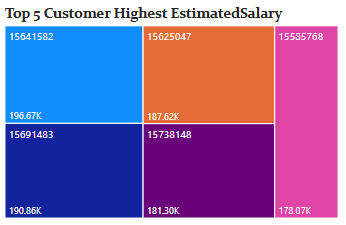 Top 5 Customer Highest EstimatedSalary
15641582
196.67K
15691483
190.86K
15625047
187.62K
15738148
181.30K
15585768
178.07K